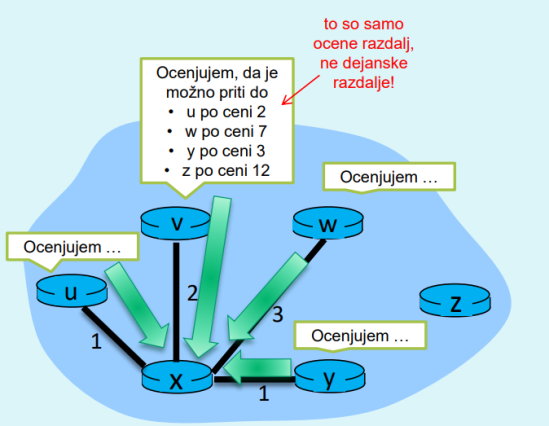 to so samo
ocene razdalj,
ne dejanske
razdalje!
Ocenjujem, da je
možno priti do
• u po ceni 2
• w po ceni 7
• y po ceni 3
• z po ceni 12
Ocenjujem …
v
w
Ocenjujem …
u
z
2
3
1
Ocenjujem …
x
y
1